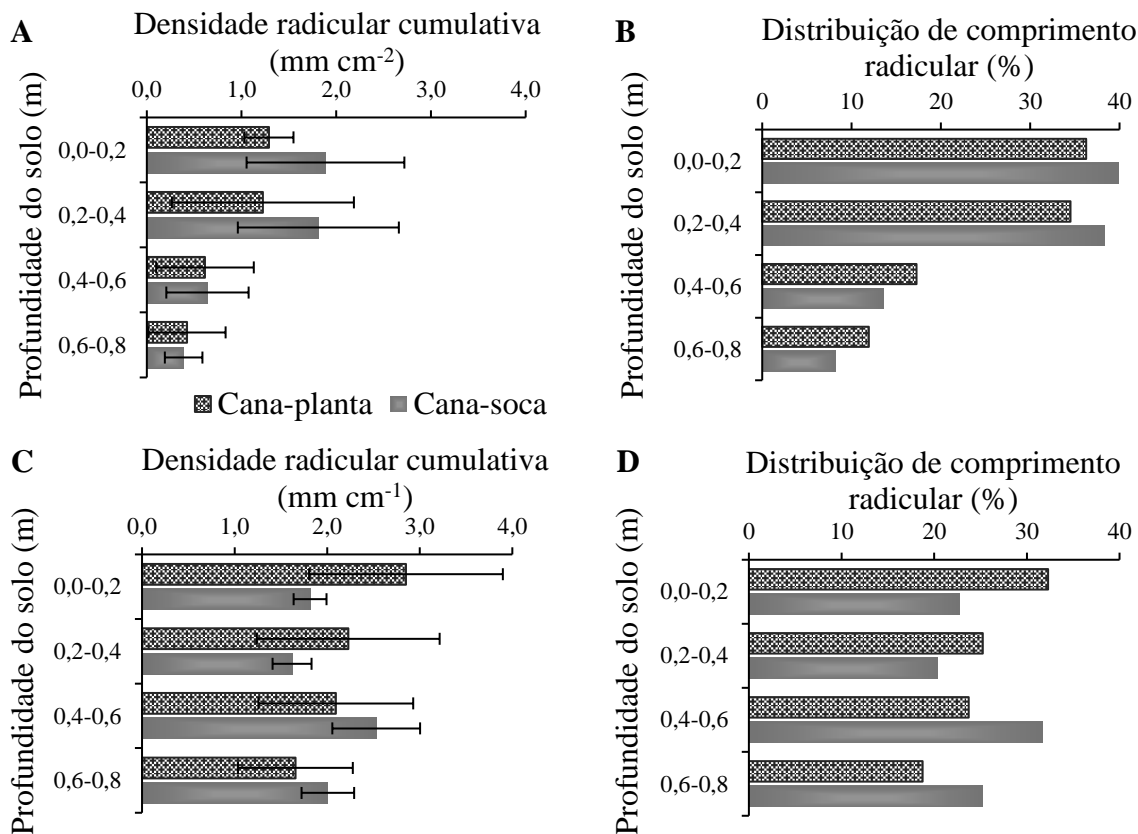 A
Densidade radicular cumulativa
(mm cm-2)
0,0 1,0 2,0 3,0 4,0
Profundidade do solo (m)
0,0-0,2
0,2-0,4
0,4-0,6
0,6-0,8
Cana-planta Cana-soca
B
Distribuição de comprimento
radicular (%)
0 10 20 30 40
Profundidade do solo (m)
0,0-0,2
0,2-0,4
0,4-0,6
0,6-0,8
C
Densidade radicular cumulativa
(mm cm-1)
0,0 1,0 2,0 3,0 4,0
Profundidade do solo (m)
0,0-0,2
0,2-0,4
0,4-0,6
0,6-0,8
D
Distribuição de comprimento
radicular (%)
0 10 20 30 40
Profundidade do solo (m)
0,0-0,2
0,2-0,4
0,4-0,6
0,6-0,8